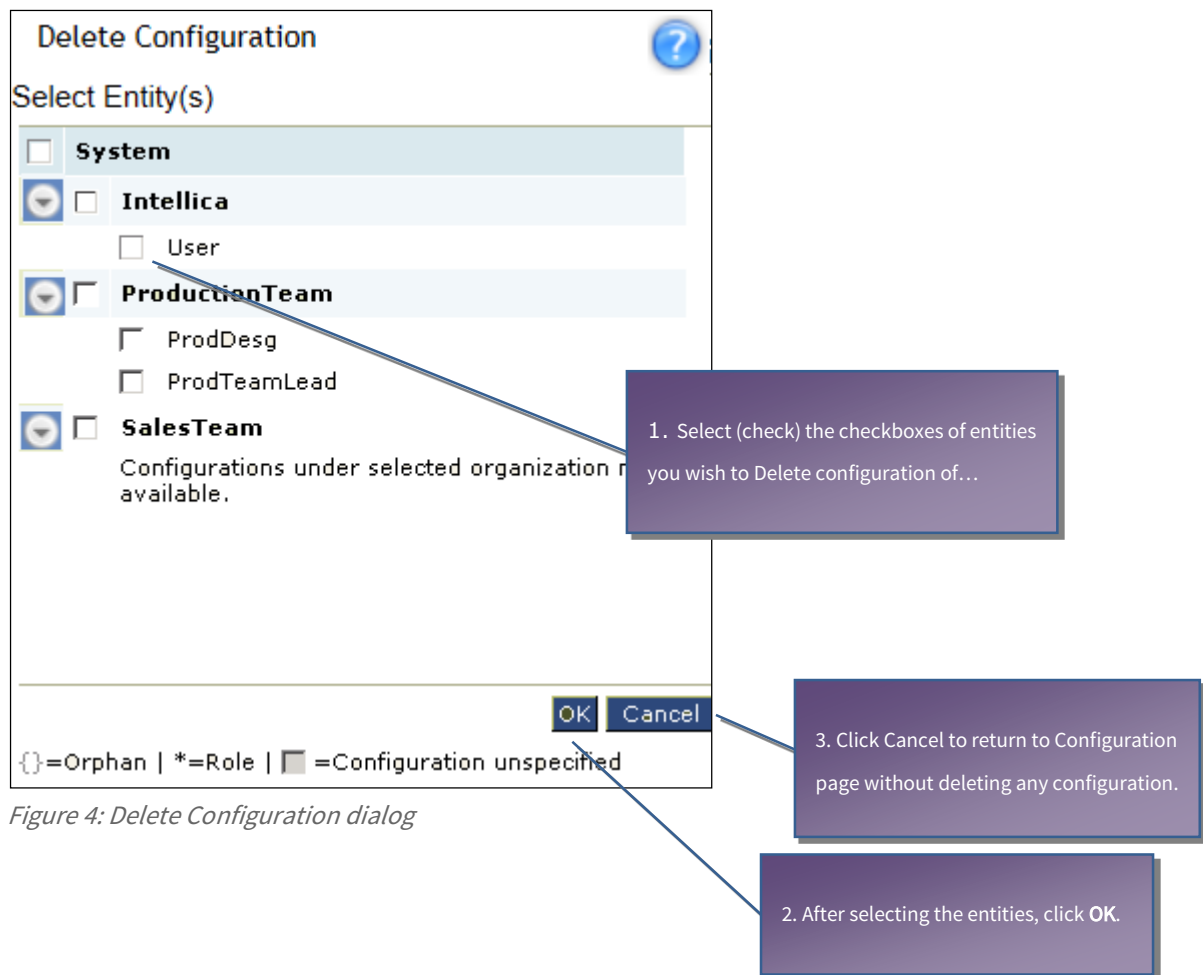 Delete Configuration
Select Entity(s)
System
Intellica
User
ProductionTeam
ProdDesg
ProdTeamLead
SalesTeam
Configurations under selected organization
available.
1. Select (check) the checkboxes of entities
you wish to Delete configuration of…
OK Cancel
{}=Orphan | *=Role | =Configuration unspecified
3. Click Cancel to return to Configuration
page without deleting any configuration.
Figure 4: Delete Configuration dialog
2. After selecting the entities, click OK.